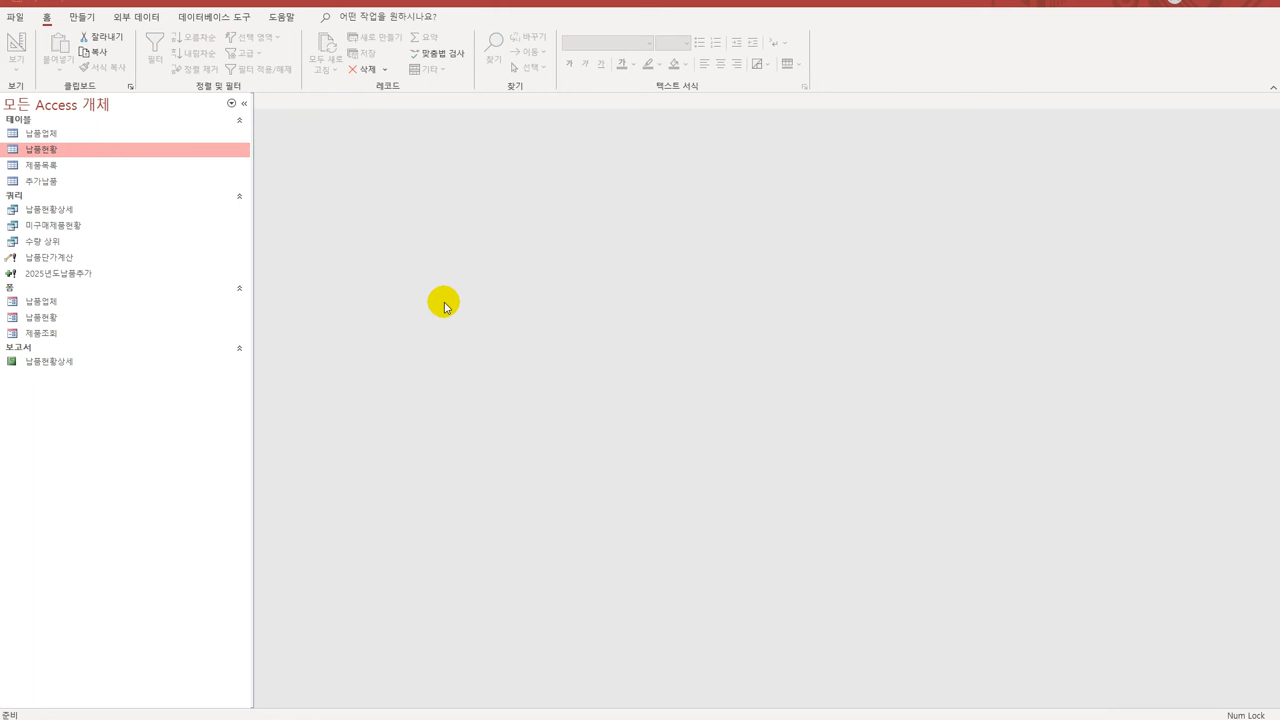 파일 홈 만들기 외부 데이터 데이터베이스 도구 도움말 어떤 작업을 원하시나요?
보기
붙여넣기
잘라내기
복사
서식 복사
필터
오름차순
내림차순
정렬 제거
선택 영역
고급
필터 적용/해제
모두 새로 고침
새로 만들기
저장
삭제
요약
맞춤법 검사
기타
찾기
바꾸기
이동
선택
가 가 가 가
보기 클립보드 정렬 및 필터 레코드 찾기 텍스트 서식
모든 Access 개체
테이블
납품업체
납품현황
제품목록
추가납품
쿼리
납품현황상세
미구매제품현황
수량 상위
납품단가계산
2025년도납품추가
폼
납품업체
납품현황
제품조회
보고서
납품현황상세
준비 Num Lock